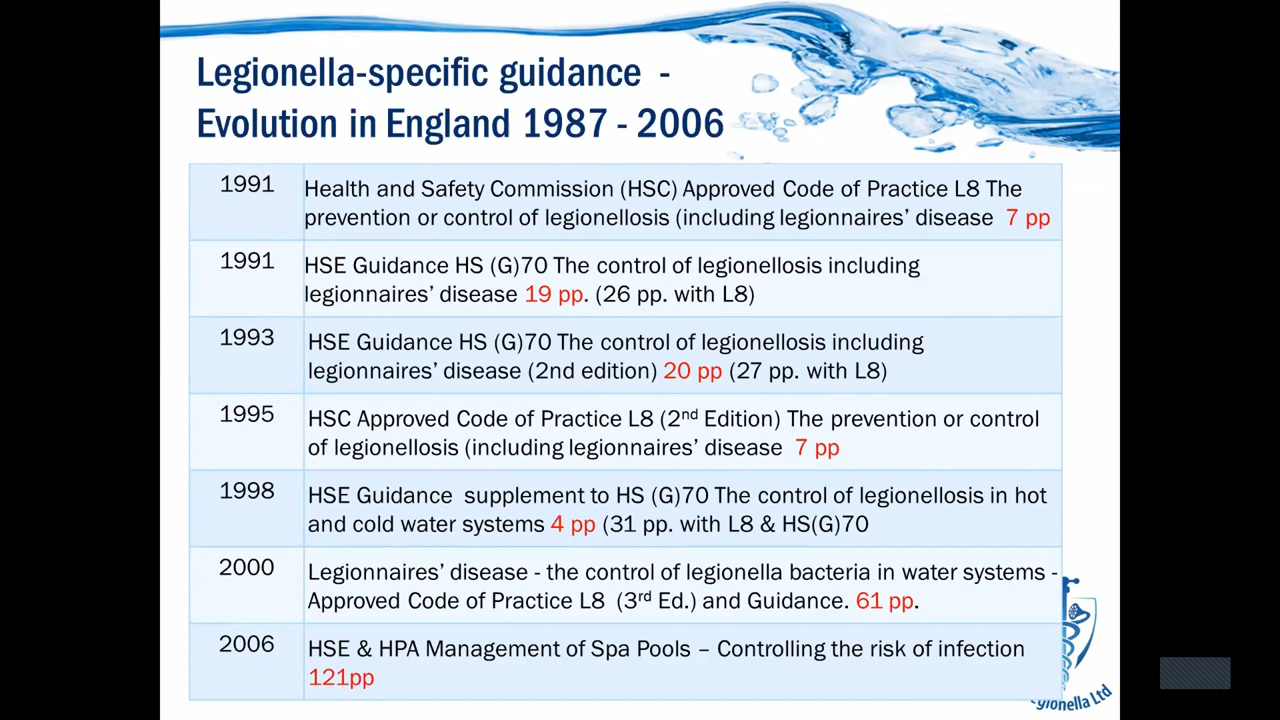 Legionella-specific guidance -
Evolution in England 1987 - 2006
1991
Health and Safety Commission (HSC) Approved Code of Practice L8 The
prevention or control of legionellosis (including legionnaires’ disease 7 pp
1991
HSE Guidance HS (G)70 The control of legionellosis including
legionnaires’ disease 19 pp. (26 pp. with L8)
1993
HSE Guidance HS (G)70 The control of legionellosis including
legionnaires’ disease (2nd edition) 20 pp (27 pp. with L8)
1995
HSC Approved Code of Practice L8 (2nd Edition) The prevention or control
of legionellosis (including legionnaires’ disease 7 pp
1998
HSE Guidance supplement to HS (G)70 The control of legionellosis in hot
and cold water systems 4 pp (31 pp. with L8 & HS(G)70
2000
Legionnaires’ disease - the control of legionella bacteria in water systems -
Approved Code of Practice L8 (3rd Ed.) and Guidance. 61 pp.
2006
HSE & HPA Management of Spa Pools – Controlling the risk of infection
121pp
egionella Ltd